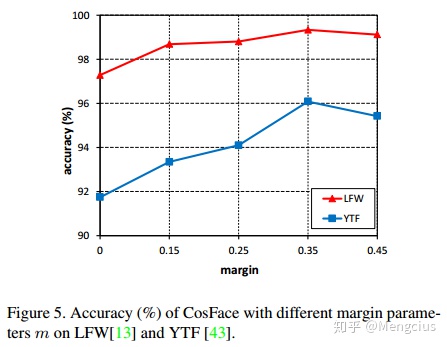 100
98
96
94
92
90
accuracy (%)
0 0.15 0.25 0.35 0.45
margin
LFW
YTF
Figure 5. Accuracy (%) of CosFace with different margin parame-
ters m on LFW[13] and YTF [43].
知乎 @Mengcius